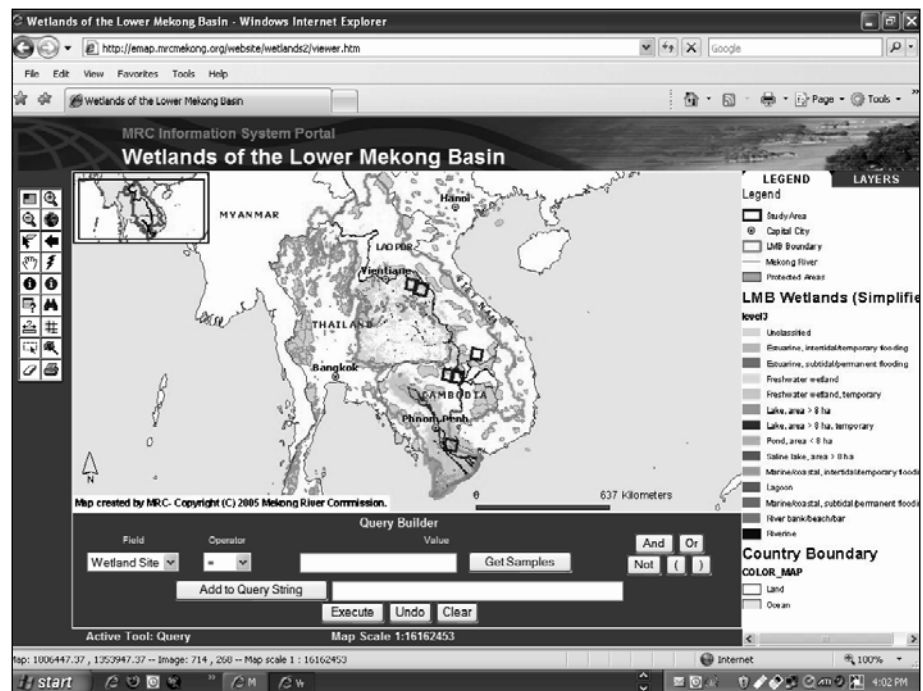 Wetlands of the Lower Mekong Basin - Windows Internet Explorer
http://emap.mrcmekong.org/website/wetlands2/viewer.htm
Google
File Edit View Favorites Tools Help
Wetlands of the Lower Mekong Basin
Page Tools
MRC Information System Portal
Wetlands of the Lower Mekong Basin
LEGEND LAYERS
Legend
Study Area
Capital City
LMB Boundary
Mekong River
Protected Areas
LMB Wetlands (Simplifie
level3
Unclassified
Estuarine, intertidal/temporary flooding
Estuarine, subtidal/permanent flooding
Freshwater wetland
Freshwater wetland, temporary
Lake, area > 8 ha
Lake, area > 8 ha, temporary
Pond, area < 8 ha
Saline lake, area > 8 ha
Marine/coastal, intertidal/temporary floodin
Lagoon
Marine/coastal, subtidal/permanent floodi
River bank/beach/bar
Riverine
Country Boundary
COLOR_MAP
Land
Ocean
MYANMAR
Hanoi
LAO PDR
Vientiane
VIET NAM
THAILAND
Bangkok
CAMBODIA
Phnom Penh
N
0 637 Kilometers
Map created by MRC- Copyright (C) 2005 Mekong River Commission.
Query Builder
Field Operator Value
Wetland Site = Get Samples
And Or
Not ( )
Add to Query String
Execute Undo Clear
Active Tool: Query Map Scale 1:16162453
Map: 1006447.37 , 1353947.37 -- Image: 714 , 260 -- Map scale 1 : 16162453
Internet 100%
start
4:02 PM